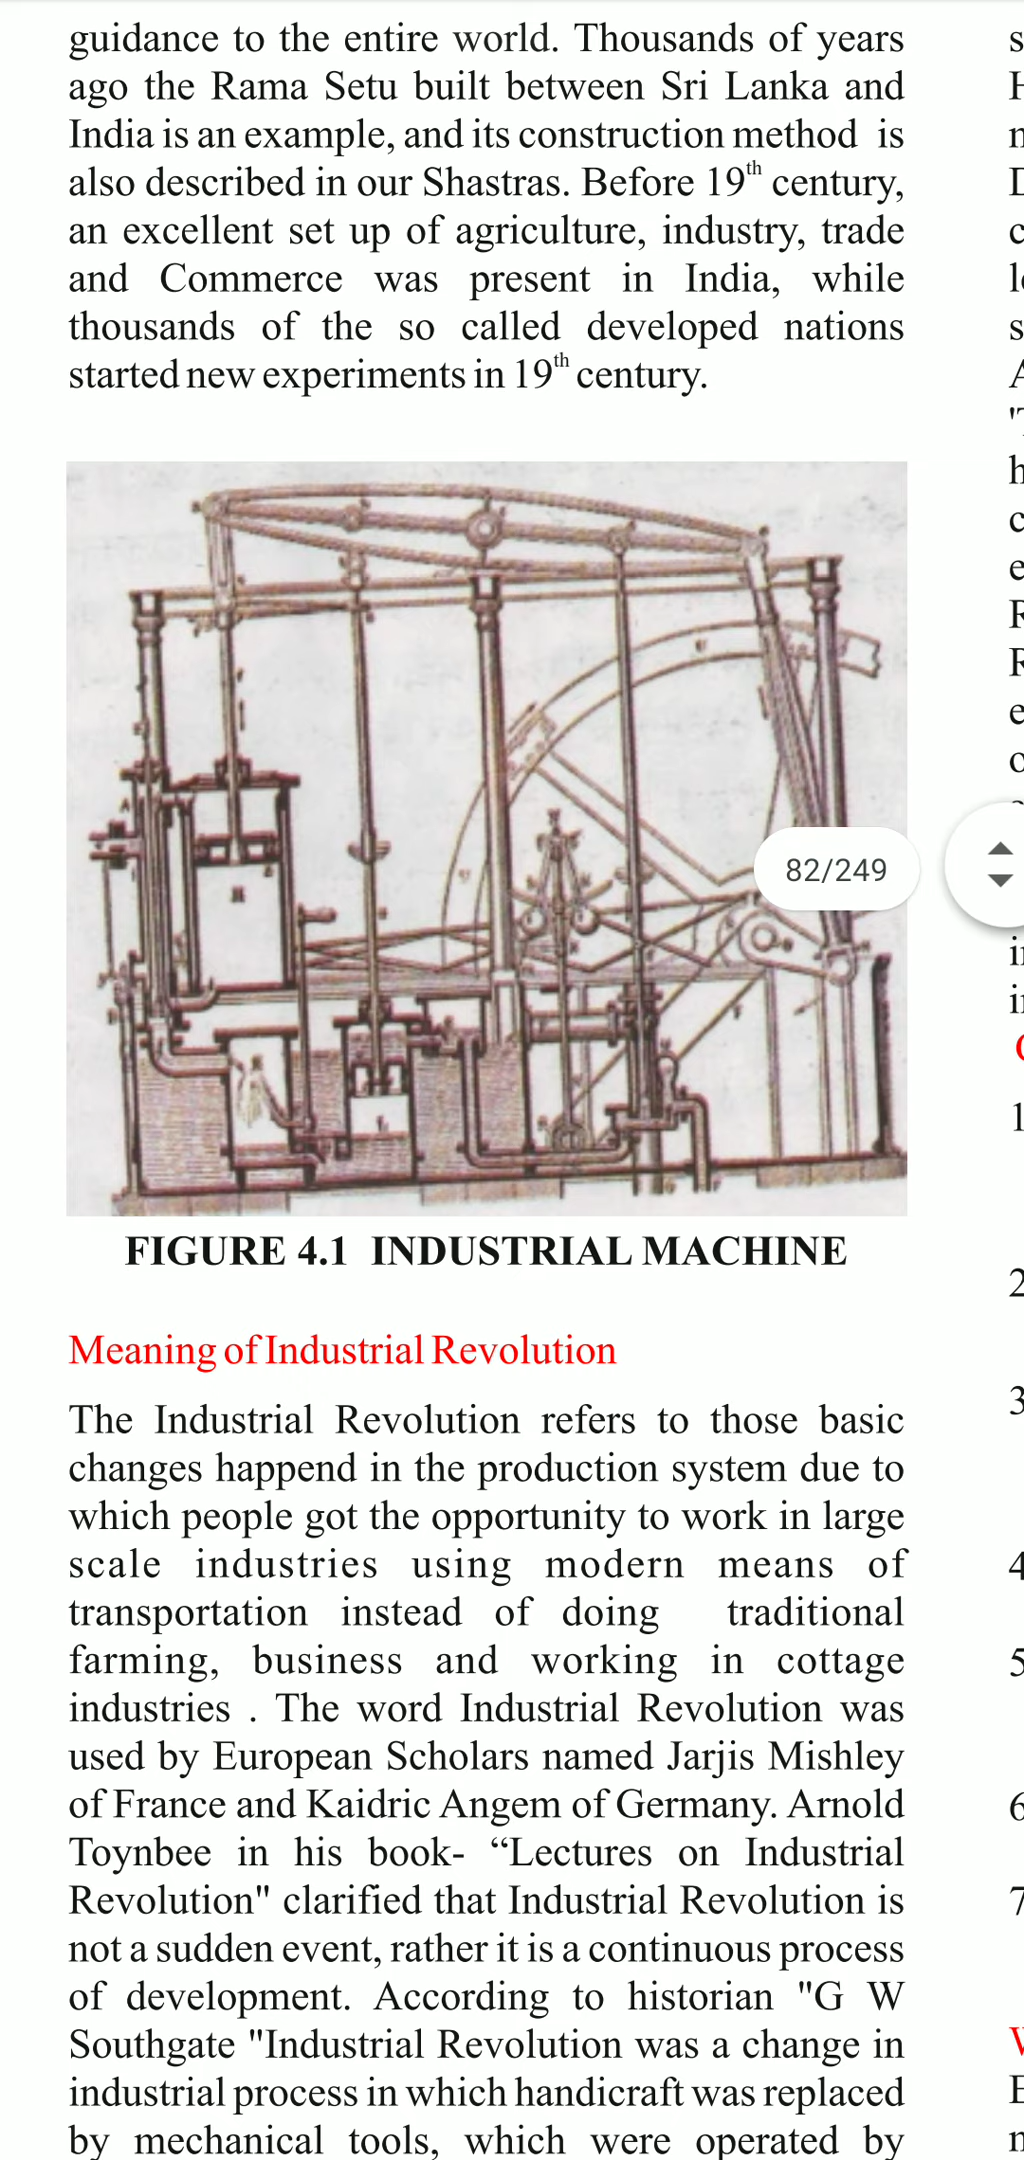 guidance to the entire world. Thousands of years
ago the Rama Setu built between Sri Lanka and
India is an example, and its construction method is
also described in our Shastras. Before 19th century,
an excellent set up of agriculture, industry, trade
and Commerce was present in India, while
thousands of the so called developed nations
started new experiments in 19th century.
82/249
FIGURE 4.1 INDUSTRIAL MACHINE
Meaning of Industrial Revolution
The Industrial Revolution refers to those basic
changes happend in the production system due to
which people got the opportunity to work in large
scale industries using modern means of
transportation instead of doing traditional
farming, business and working in cottage
industries . The word Industrial Revolution was
used by European Scholars named Jarjis Mishley
of France and Kaidric Angem of Germany. Arnold
Toynbee in his book- “Lectures on Industrial
Revolution" clarified that Industrial Revolution is
not a sudden event, rather it is a continuous process
of development. According to historian "G W
Southgate "Industrial Revolution was a change in
industrial process in which handicraft was replaced
by mechanical tools, which were operated by
1
2
3
4
5
6
7